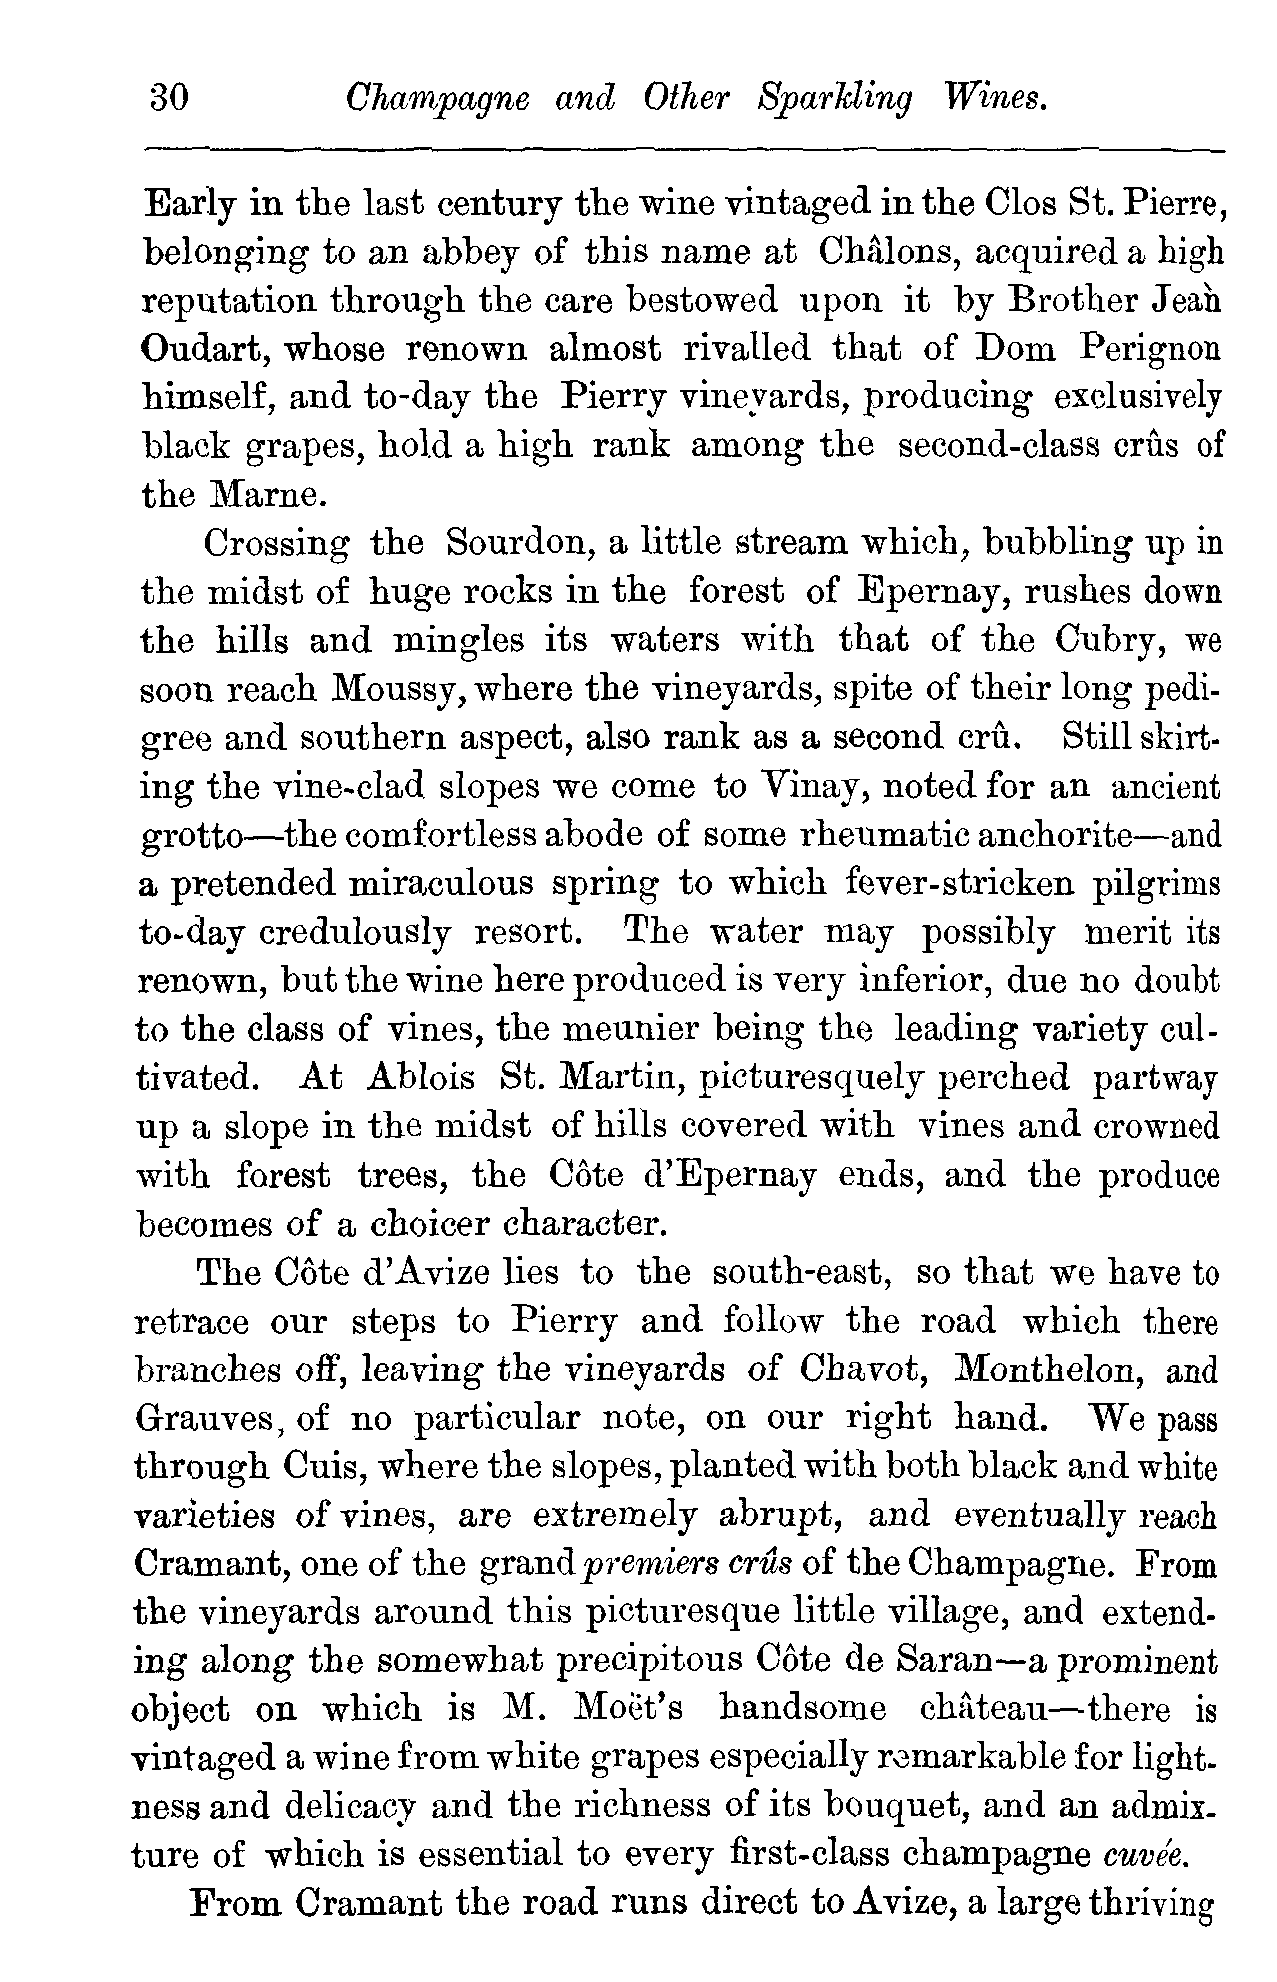 30 Champagne and Other Sparkling Wines.
Early in the last century the wine vintaged in the Clos St. Pierre,
belonging to an abbey of this name at Châlons, acquired a high
reputation through the care bestowed upon it by Brother Jean
Oudart, whose renown almost rivalled that of Dom Perignon
himself, and to-day the Pierry vineyards, producing exclusively
black grapes, hold a high rank among the second-class crûs of
the Marne.
Crossing the Sourdon, a little stream which, bubbling up in
the midst of huge rocks in the forest of Epernay, rushes down
the hills and mingles its waters with that of the Cubry, we
soon reach Moussy, where the vineyards, spite of their long pedi-
gree and southern aspect, also rank as a second crû. Still skirt-
ing the vine-clad slopes we come to Vinay, noted for an ancient
grotto—the comfortless abode of some rheumatic anchorite—and
a pretended miraculous spring to which fever-stricken pilgrims
to-day credulously resort. The water may possibly merit its
renown, but the wine here produced is very inferior, due no doubt
to the class of vines, the meunier being the leading variety cul-
tivated. At Ablois St. Martin, picturesquely perched partway
up a slope in the midst of hills covered with vines and crowned
with forest trees, the Côte d'Epernay ends, and the produce
becomes of a choicer character.
The Côte d'Avize lies to the south-east, so that we have to
retrace our steps to Pierry and follow the road which there
branches off, leaving the vineyards of Chavot, Monthelon, and
Grauves, of no particular note, on our right hand. We pass
through Cuis, where the slopes, planted with both black and white
varieties of vines, are extremely abrupt, and eventually reach
Cramant, one of the grand premiers crûs of the Champagne. From
the vineyards around this picturesque little village, and extend-
ing along the somewhat precipitous Côte de Saran—a prominent
object on which is M. Moët's handsome château—there is
vintaged a wine from white grapes especially remarkable for light-
ness and delicacy and the richness of its bouquet, and an admix-
ture of which is essential to every first-class champagne cuvée.
From Cramant the road runs direct to Avize, a large thriving